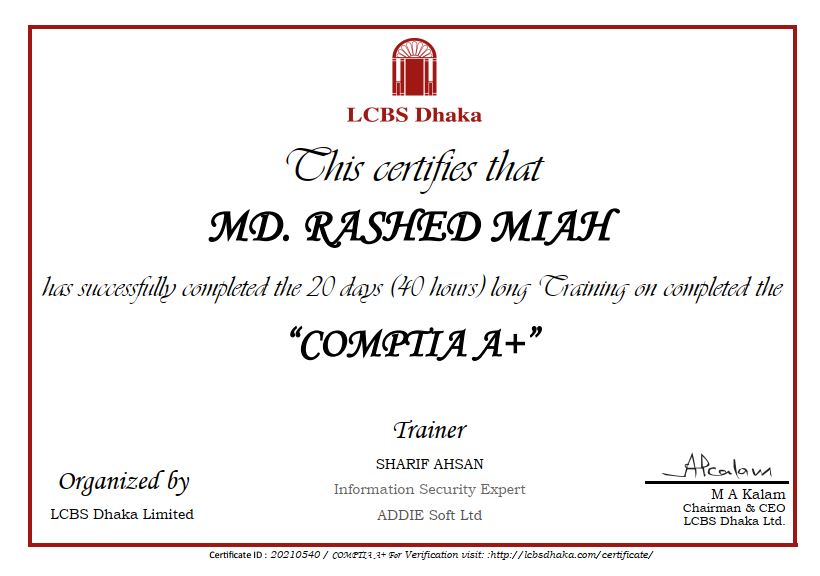 LCBS Dhaka
This certifies that
MD. RASHED MIAH
has successfully completed the 20 days (40 hours) long Training on completed the
"COMPTIA A+"
Trainer
SHARIF AHSAN
Information Security Expert
ADDIE Soft Ltd
Organized by
LCBS Dhaka Limited
APcalam
M A Kalam
Chairman & CEO
LCBS Dhaka Ltd.
Certificate ID : 20210540 / COMPTIA A+ For Verification visit: :http://lcbsdhaka.com/certificate/